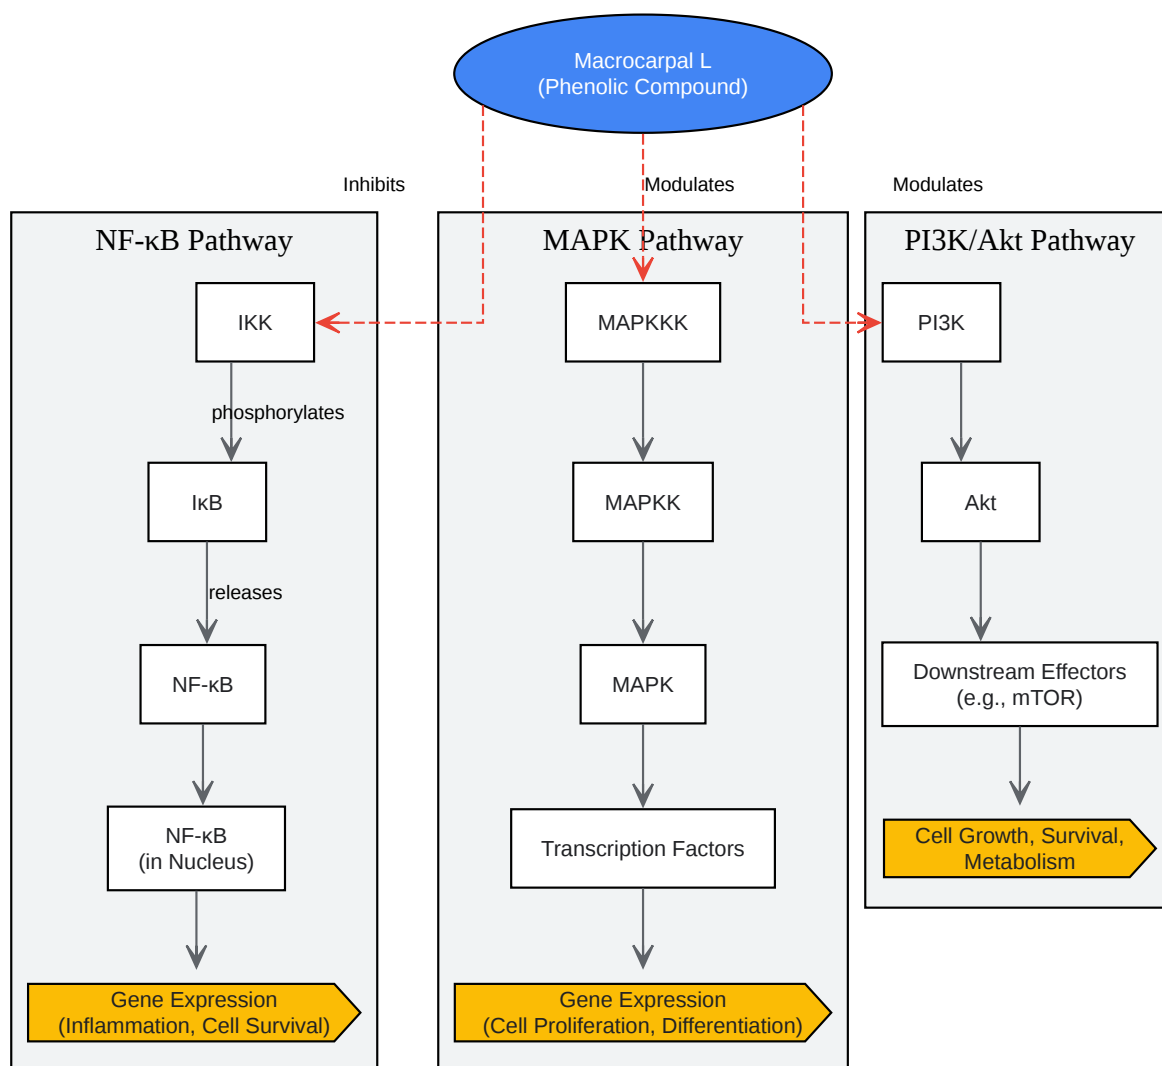 Macrocarpal L
(Phenolic Compound)
Inhibits
Modulates
Modulates
NF-κB Pathway
IKK
phosphorylates
IκB
releases
NF-κB
NF-κB
(in Nucleus)
Gene Expression
(Inflammation, Cell Survival)
MAPK Pathway
MAPKKK
MAPKK
MAPK
Transcription Factors
Gene Expression
(Cell Proliferation, Differentiation)
PI3K/Akt Pathway
PI3K
Akt
Downstream Effectors
(e.g., mTOR)
Cell Growth, Survival,
Metabolism